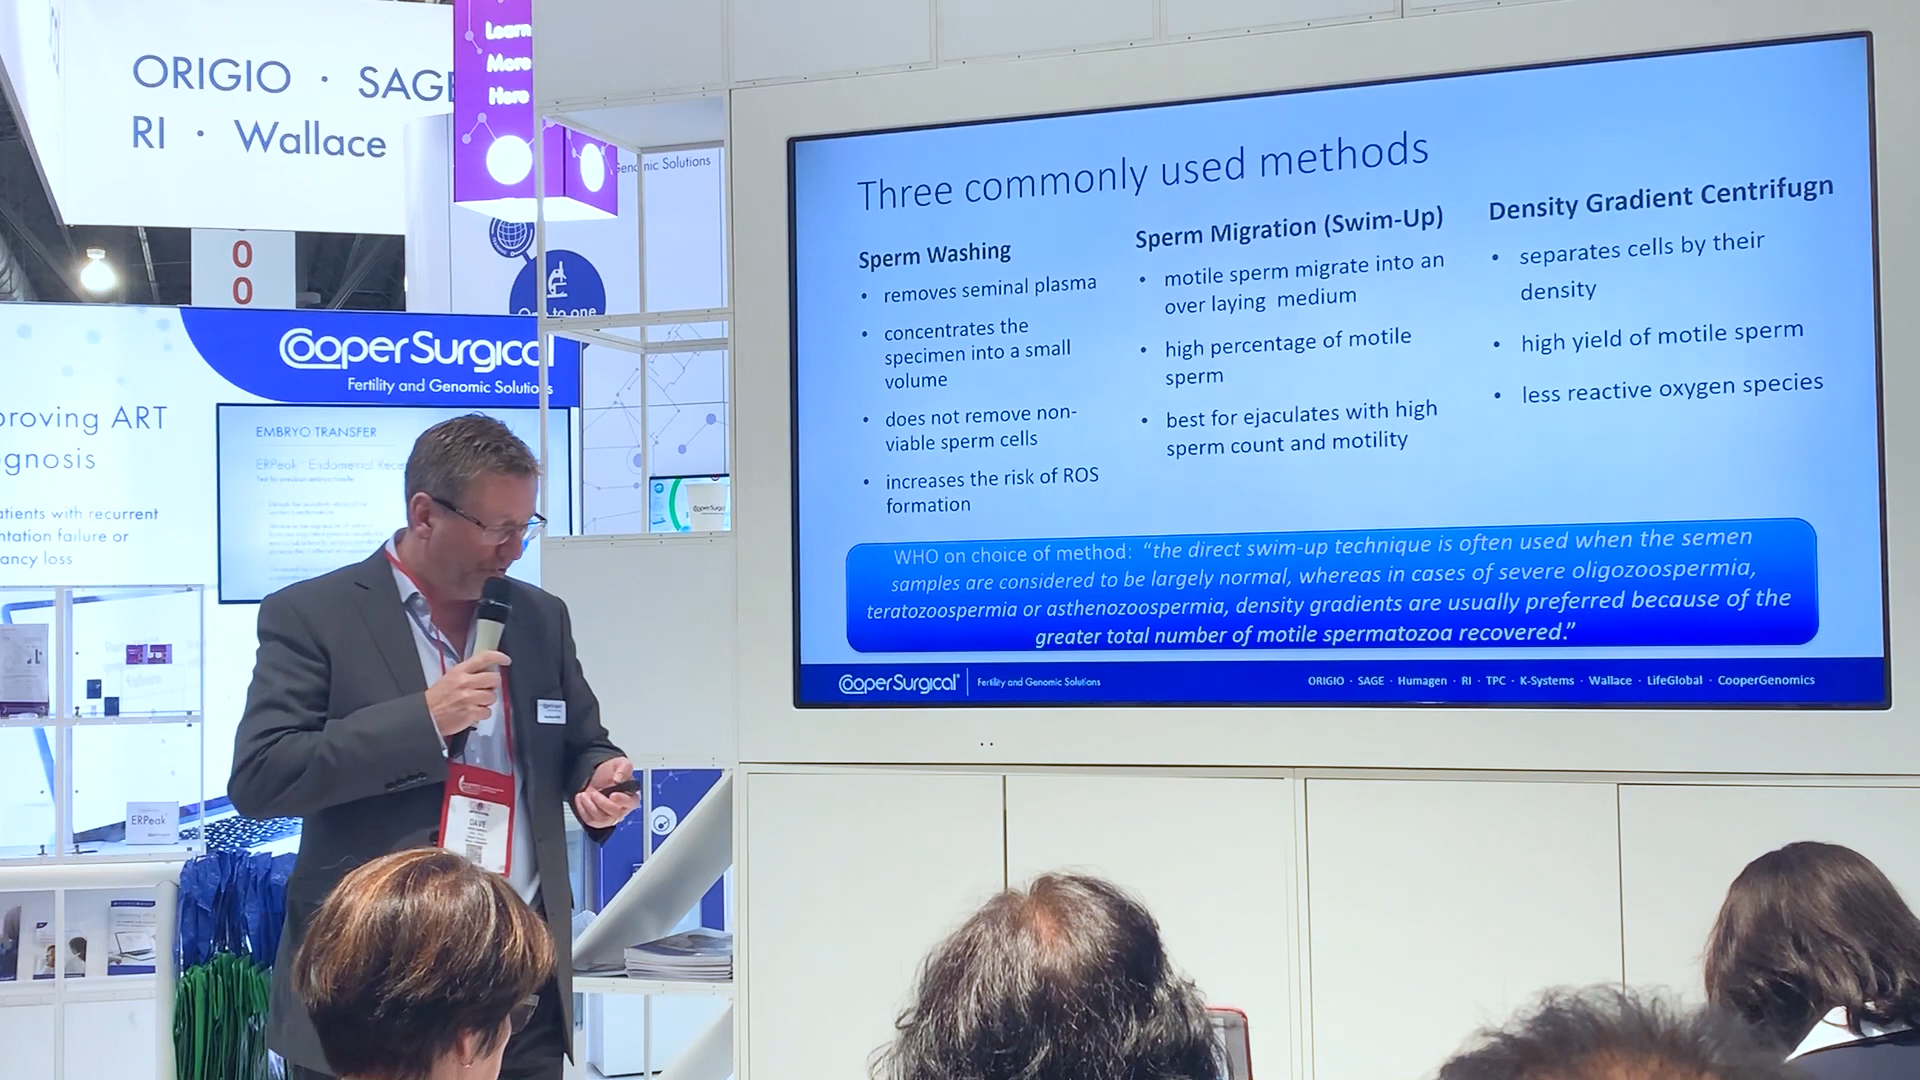 ORIGIO · SAGE
RI · Wallace
Learn
More
Here
Genomic Solutions
0
0
One to one
CooperSurgical
Fertility and Genomic Solutions
proving ART
gnosis
atients with recurrent
ntation failure or
ancy loss
EMBRYO TRANSFER
ERPeak
CooperSurgical
ERPeak
DAVE
Three commonly used methods
Sperm Washing
• removes seminal plasma
• concentrates the
specimen into a small
volume
• does not remove non-
viable sperm cells
• increases the risk of ROS
formation
Sperm Migration (Swim-Up)
• motile sperm migrate into an
over laying medium
• high percentage of motile
sperm
• best for ejaculates with high
sperm count and motility
Density Gradient Centrifugn
• separates cells by their
density
• high yield of motile sperm
• less reactive oxygen species
WHO on choice of method: “the direct swim-up technique is often used when the semen
samples are considered to be largely normal, whereas in cases of severe oligozoospermia,
teratozoospermia or asthenozoospermia, density gradients are usually preferred because of the
greater total number of motile spermatozoa recovered.”
CooperSurgical® Fertility and Genomic Solutions
ORIGIO · SAGE · Humagen · RI · TPC · K-Systems · Wallace · LifeGlobal · CooperGenomics